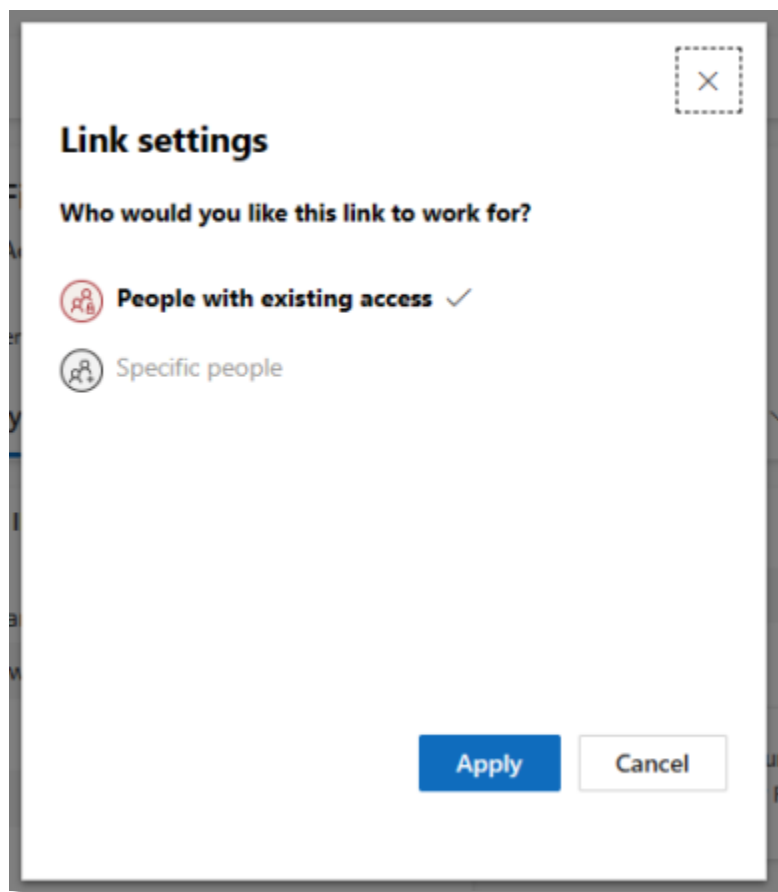 Link settings
Who would you like this link to work for?
People with existing access
Specific people
Apply
Cancel